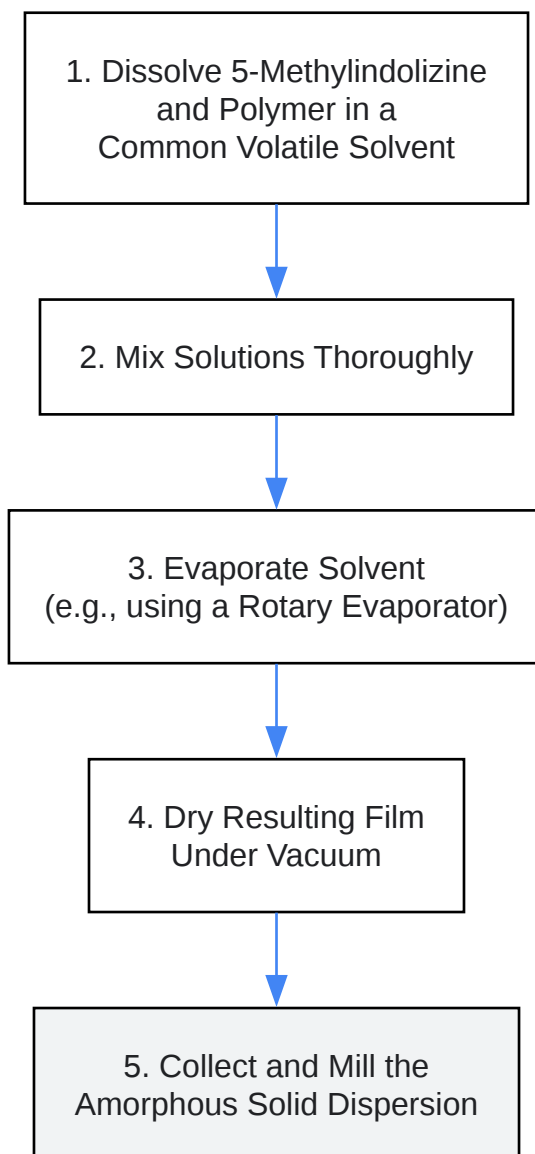 1. Dissolve 5-Methylindolizine
and Polymer in a
Common Volatile Solvent
2. Mix Solutions Thoroughly
3. Evaporate Solvent
(e.g., using a Rotary Evaporator)
4. Dry Resulting Film
Under Vacuum
5. Collect and Mill the
Amorphous Solid Dispersion